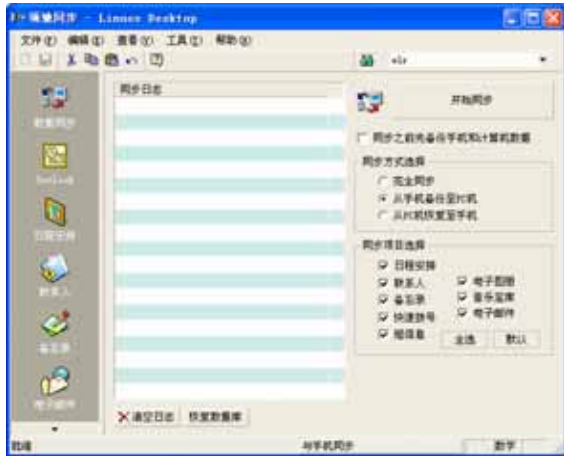 数据同步 - Linnex Desktop
文件(F) 编辑(E) 查看(V) 工具(T) 帮助(H)
数据同步
Outlook
日程安排
联系人
备忘录
电子邮件
同步日志
清空日志 恢复数据库
开始同步
同步之前先备份手机和计算机数据
同步方式选择
完全同步
从手机备份至PC机
从PC机恢复至手机
同步项目选择
日程安排
联系人 电子图册
备忘录 音乐宝库
快速拨号 电子邮件
短信息
全选 默认
就绪 与手机同步 数字